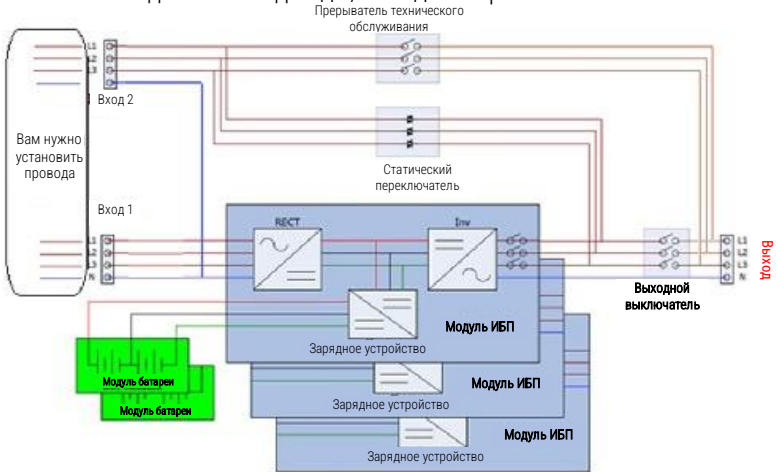 Прерыватель технического
обслуживания
L1
L2
L3
Вход 2
Вам нужно
установить
провода
Статический
переключатель
Вход 1
RECT
Inv
L1
L2
L3
N
L1
L2
L3
N
Выход
Выходной
выключатель
Модуль ИБП
Зарядное устройство
Модуль батареи
Модуль ИБП
Модуль батареи
Зарядное устройство
Модуль ИБП
Зарядное устройство